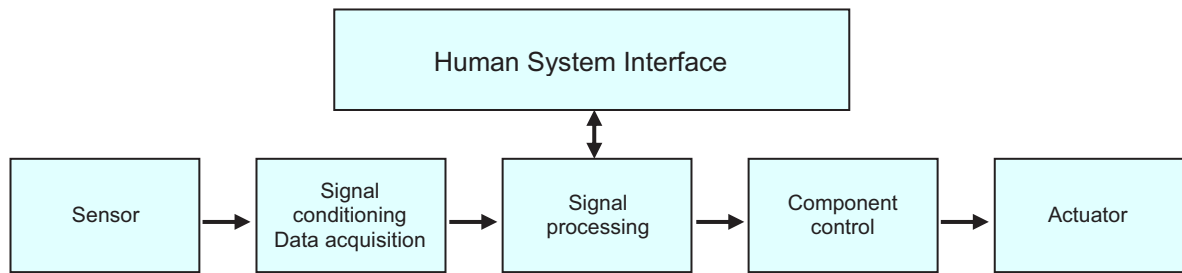 Human System Interface
Sensor
Signal
conditioning
Data acquisition
Signal
processing
Component
control
Actuator